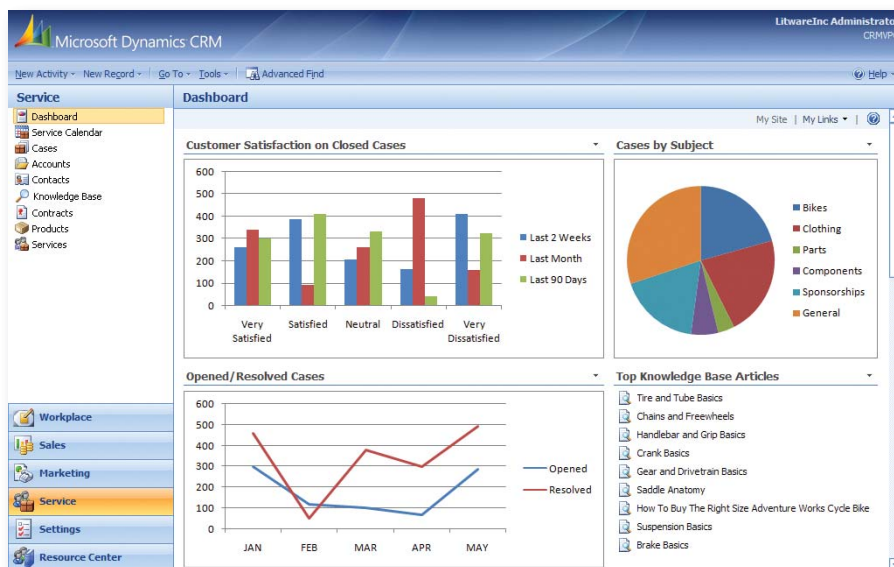 Microsoft Dynamics CRM
LitwareInc Administrato
CRMVP
New Activity New Record Go To Tools Advanced Find Help
Service
Dashboard
Service Calendar
Cases
Accounts
Contacts
Knowledge Base
Contracts
Products
Services
Workplace
Sales
Marketing
Service
Settings
Resource Center
Dashboard
My Site | My Links
Customer Satisfaction on Closed Cases
600
500
400
300
200
100
0
Very Satisfied
Satisfied
Neutral
Dissatisfied
Very Dissatisfied
Last 2 Weeks
Last Month
Last 90 Days
Cases by Subject
Bikes
Clothing
Parts
Components
Sponsorships
General
Opened/Resolved Cases
600
500
400
300
200
100
0
JAN FEB MAR APR MAY
Opened
Resolved
Top Knowledge Base Articles
Tire and Tube Basics
Chains and Freewheels
Handlebar and Grip Basics
Crank Basics
Gear and Drivetrain Basics
Saddle Anatomy
How To Buy The Right Size Adventure Works Cycle Bike
Suspension Basics
Brake Basics